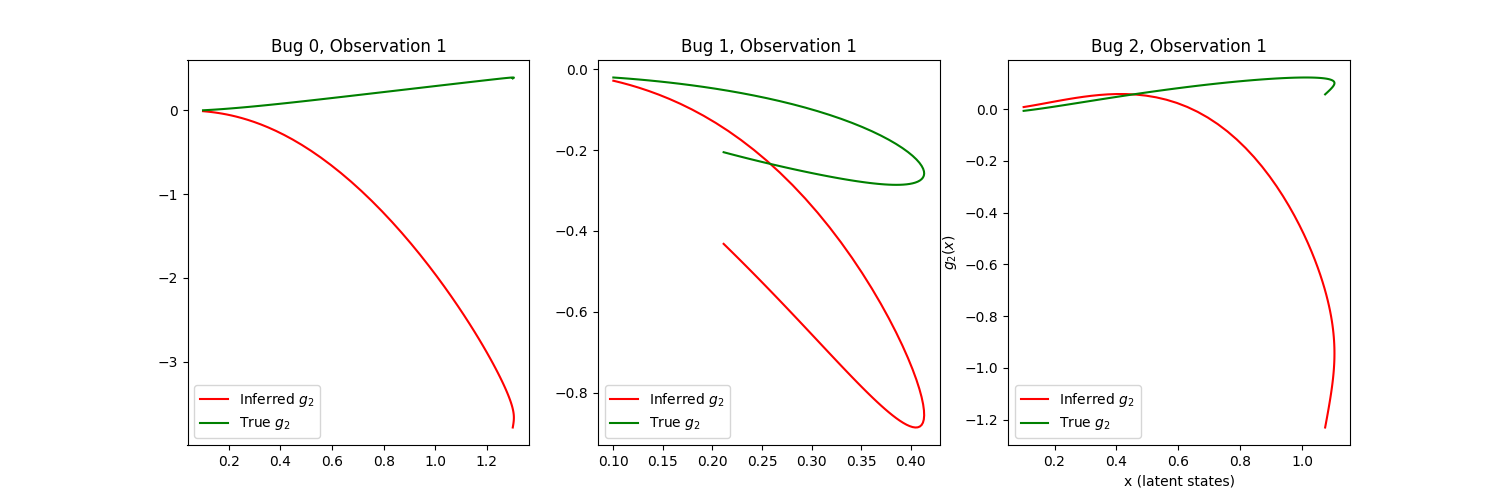 Bug 0, Observation 1
0
−1
−2
−3
0.2 0.4 0.6 0.8 1.0 1.2
Inferred g₂
True g₂
Bug 1, Observation 1
0.0
−0.2
−0.4
−0.6
−0.8
0.10 0.15 0.20 0.25 0.30 0.35 0.40
Inferred g₂
True g₂
Bug 2, Observation 1
g₂(x)
0.0
−0.2
−0.4
−0.6
−0.8
−1.0
−1.2
0.2 0.4 0.6 0.8 1.0
x (latent states)
Inferred g₂
True g₂